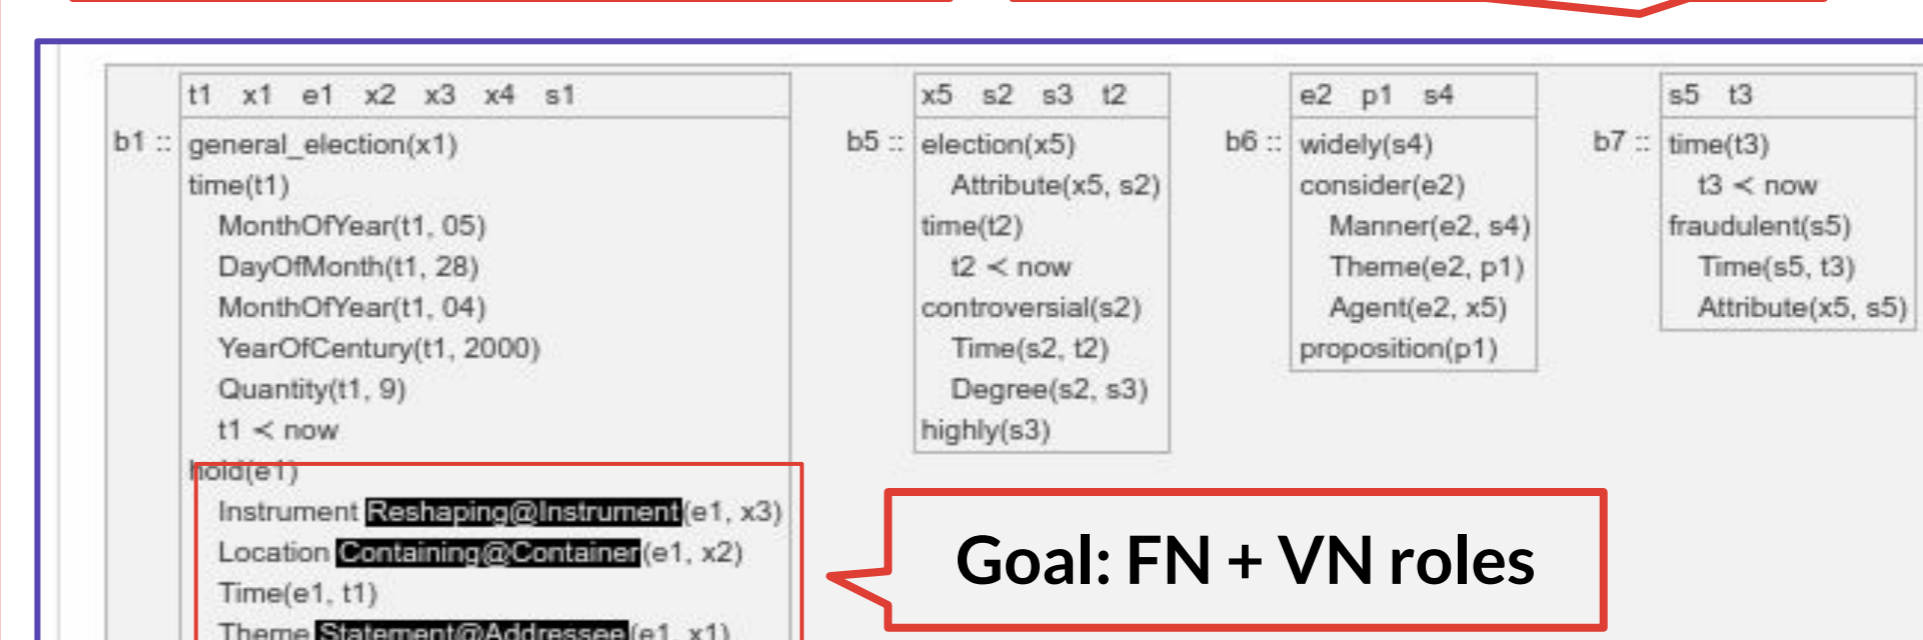 t1 x1 e1 x2 x3 x4 s1
b1 :: general_election(x1)
time(t1)
MonthOfYear(t1, 05)
DayOfMonth(t1, 28)
MonthOfYear(t1, 04)
YearOfCentury(t1, 2000)
Quantity(t1, 9)
t1 < now
hold(e1)
Instrument Reshaping@Instrument(e1, x3)
Location Containing@Container(e1, x2)
Time(e1, t1)
Theme Statement@Addressee(e1, x1)
x5 s2 s3 t2
b5 :: election(x5)
Attribute(x5, s2)
time(t2)
t2 < now
controversial(s2)
Time(s2, t2)
Degree(s2, s3)
highly(s3)
e2 p1 s4
b6 :: widely(s4)
consider(e2)
Manner(e2, s4)
Theme(e2, p1)
Agent(e2, x5)
proposition(p1)
s5 t3
b7 :: time(t3)
t3 < now
fraudulent(s5)
Time(s5, t3)
Attribute(x5, s5)
Goal: FN + VN roles